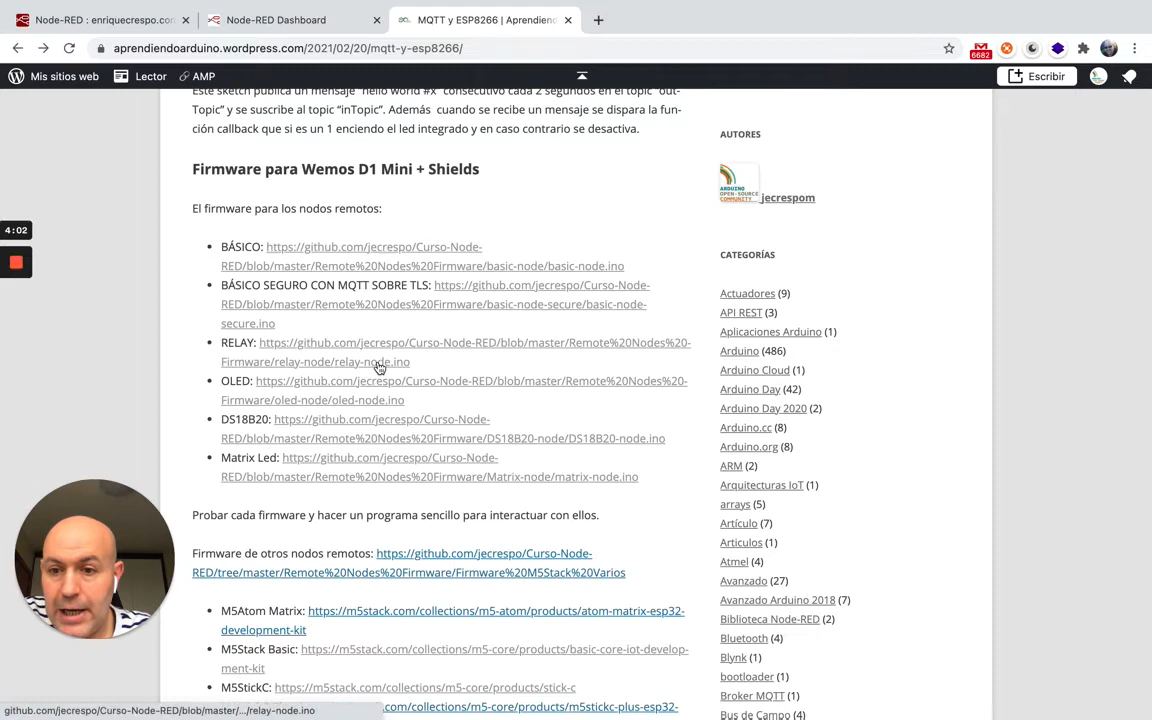 Node-RED : enriquecrespo.con
Node-RED Dashboard
MQTT y ESP8266 | Aprendiend
aprendiendoarduino.wordpress.com/2021/02/20/mqtt-y-esp8266/
6682
Mis sitios web
Lector
AMP
Escribir
Este sketch publica un mensaje "hello world #x" consecutivo cada 2 segundos en el topic "out-
Topic") y se suscribe al topic "inTopic". Además cuando se recibe un mensaje se dispara la fun-
ción callback que si es un 1 enciendo el led integrado y en caso contrario se desactiva.
Firmware para Wemos D1 Mini + Shields
El firmware para los nodos remotos:
BÁSICO: https://github.com/jecrespo/Curso-Node-
RED/blob/master/Remote%20Nodes%20Firmware/basic-node/basic-node.ino
BÁSICO SEGURO CON MQTT SOBRE TLS: https://github.com/jecrespo/Curso-Node-
RED/blob/master/Remote%20Nodes%20Firmware/basic-node-secure/basic-node-
secure.ino
RELAY: https://github.com/jecrespo/Curso-Node-RED/blob/master/Remote%20Nodes%20-
Firmware/relay-node/relay-node.ino
OLED: https://github.com/jecrespo/Curso-Node-RED/blob/master/Remote%20Nodes%20-
Firmware/oled-node/oled-node.ino
DS18B20: https://github.com/jecrespo/Curso-Node-
RED/blob/master/Remote%20Nodes%20Firmware/DS18B20-node/DS18B20-node.ino
Matrix Led: https://github.com/jecrespo/Curso-Node-
RED/blob/master/Remote%20Nodes%20Firmware/Matrix-node/matrix-node.ino
Probar cada firmware y hacer un programa sencillo para interactuar con ellos.
Firmware de otros nodos remotos: https://github.com/jecrespo/Curso-Node-
RED/tree/master/Remote%20Nodes%20Firmware/Firmware%20M5Stack%20Varios
M5Atom Matrix: https://m5stack.com/collections/m5-atom/products/atom-matrix-esp32-
development-kit
M5Stack Basic: https://m5stack.com/collections/m5-core/products/basic-core-iot-develop-
ment-kit
M5StickC: https://m5stack.com/collections/m5-core/products/stick-c
https://m5stack.com/collections/m5-core/products/m5stickc-plus-esp32-
AUTORES
ARDUINO
OPEN-SOURCE
COMMUNITY
jecrespom
CATEGORÍAS
Actuadores (9)
API REST (3)
Aplicaciones Arduino (1)
Arduino (486)
Arduino Cloud (1)
Arduino Day (42)
Arduino Day 2020 (2)
Arduino.cc (8)
Arduino.org (8)
ARM (2)
Arquitecturas IoT (1)
arrays (5)
Artículo (7)
Articulos (1)
Atmel (4)
Avanzado (27)
Avanzado Arduino 2018 (7)
Biblioteca Node-RED (2)
Bluetooth (4)
Blynk (1)
bootloader (1)
Broker MQTT (1)
Bus de Campo (4)
4:02
github.com/jecrespo/Curso-Node-RED/blob/master/.../relay-node.ino